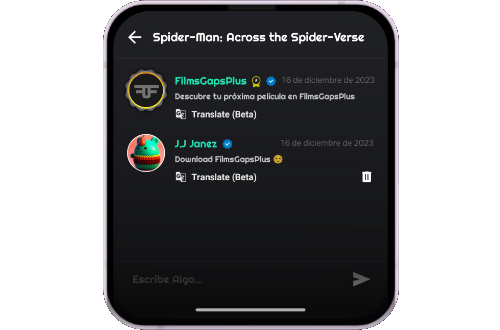 Spider-Man: Across the Spider-Verse
FilmsGapsPlus 16 de diciembre de 2023
Descubre tu próxima película en FilmsGapsPlus
Translate (Beta)
J.J Janez 16 de diciembre de 2023
Download FilmsGapsPlus ☺️
Translate (Beta)
Escribe Algo...